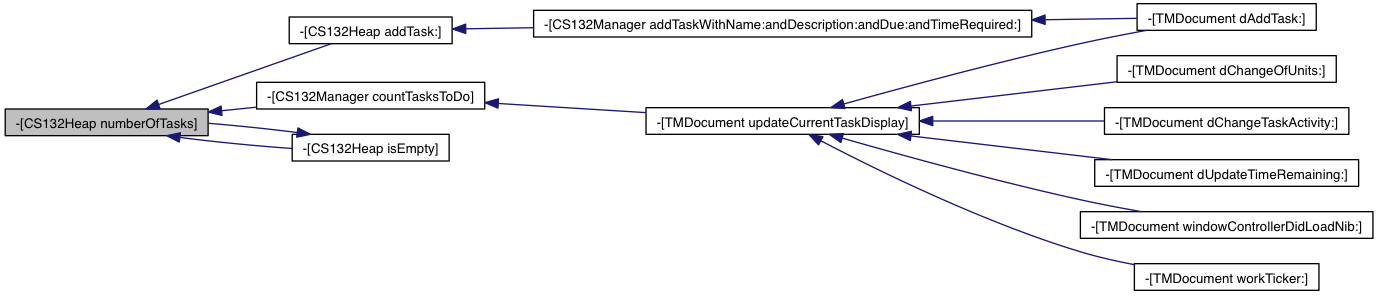 -[CS132Heap numberOfTasks]
-[CS132Heap addTask:]
-[CS132Manager countTasksToDo]
-[CS132Heap isEmpty]
-[CS132Manager addTaskWithName:andDescription:andDue:andTimeRequired:]
-[TMDocument updateCurrentTaskDisplay]
-[TMDocument dAddTask:]
-[TMDocument dChangeOfUnits:]
-[TMDocument dChangeTaskActivity:]
-[TMDocument dUpdateTimeRemaining:]
-[TMDocument windowControllerDidLoadNib:]
-[TMDocument workTicker:]